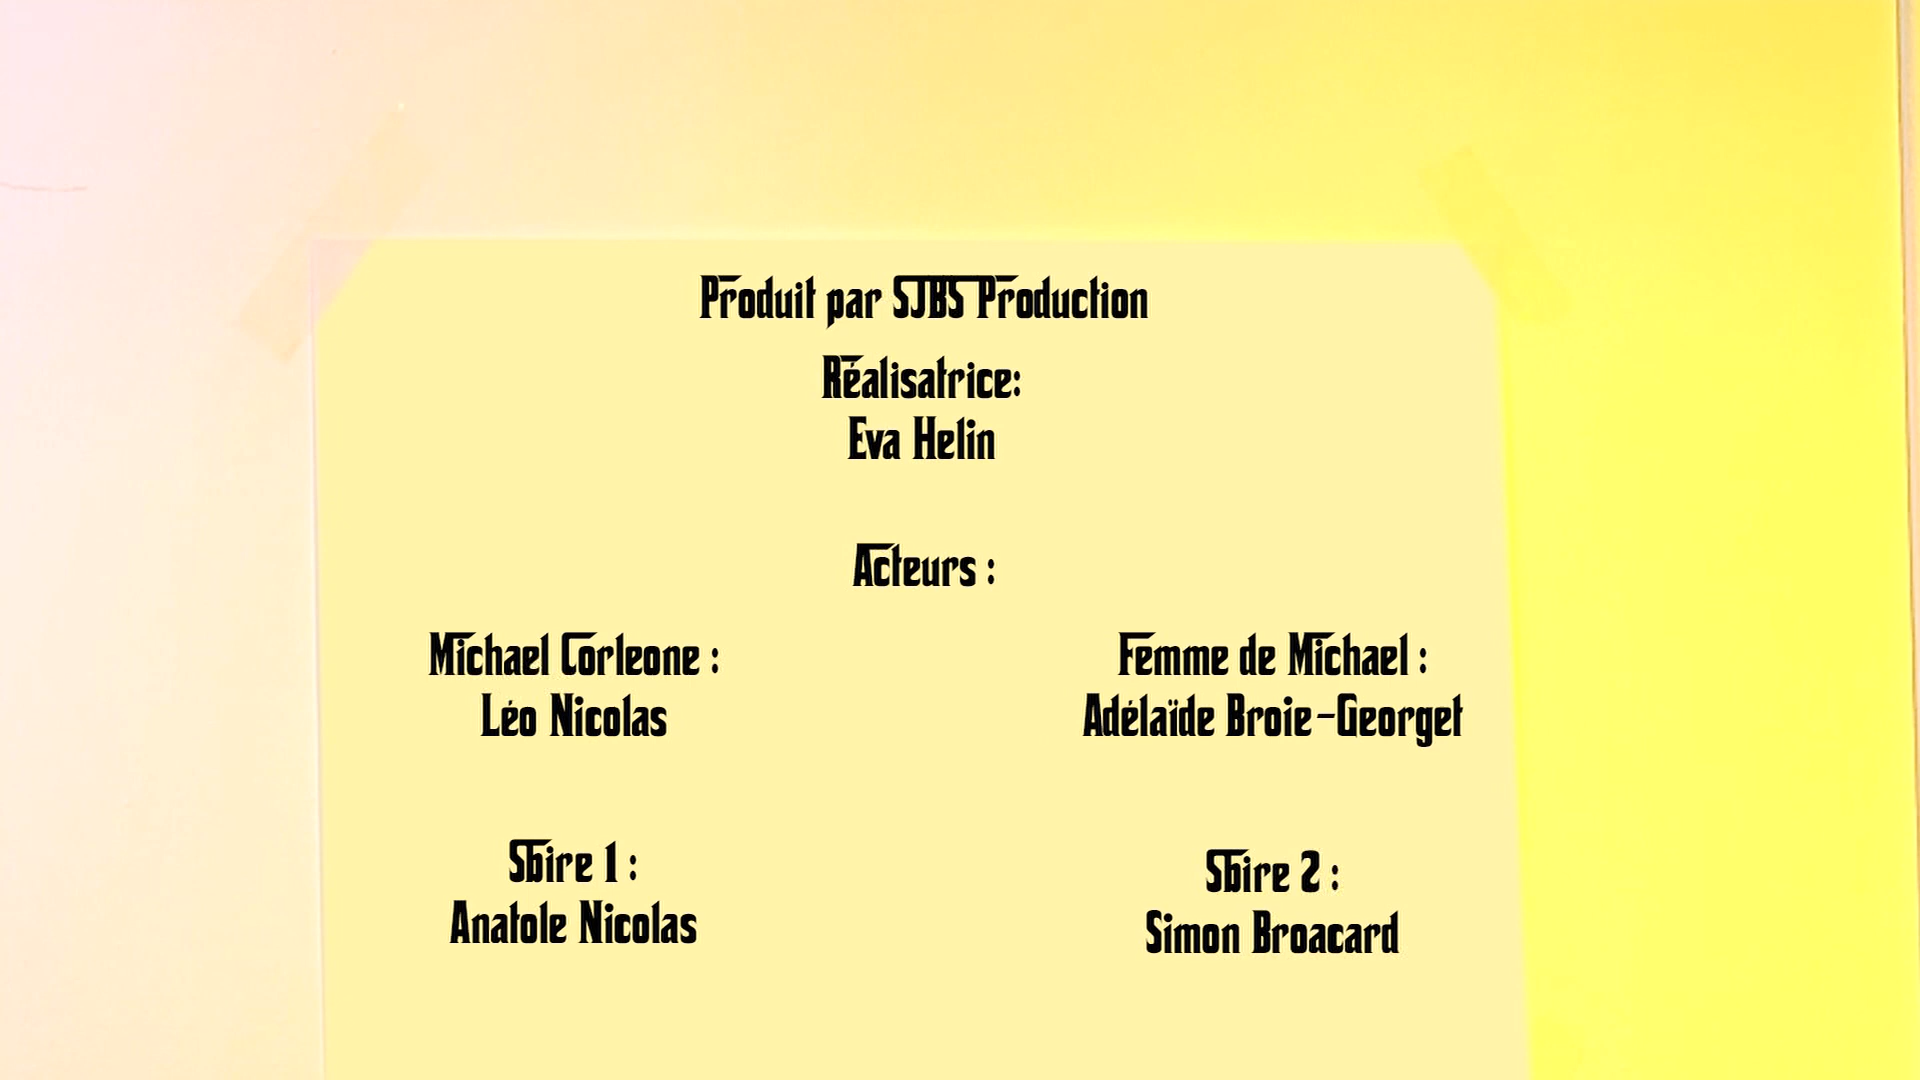 Produit par SJBS Production
Réalisatrice:
Eva Helin
Acteurs :
Michael Corleone :
Léo Nicolas
Femme de Michael :
Adélaïde Broie-Georget
Sbire 1 :
Anatole Nicolas
Sbire 2 :
Simon Broacard